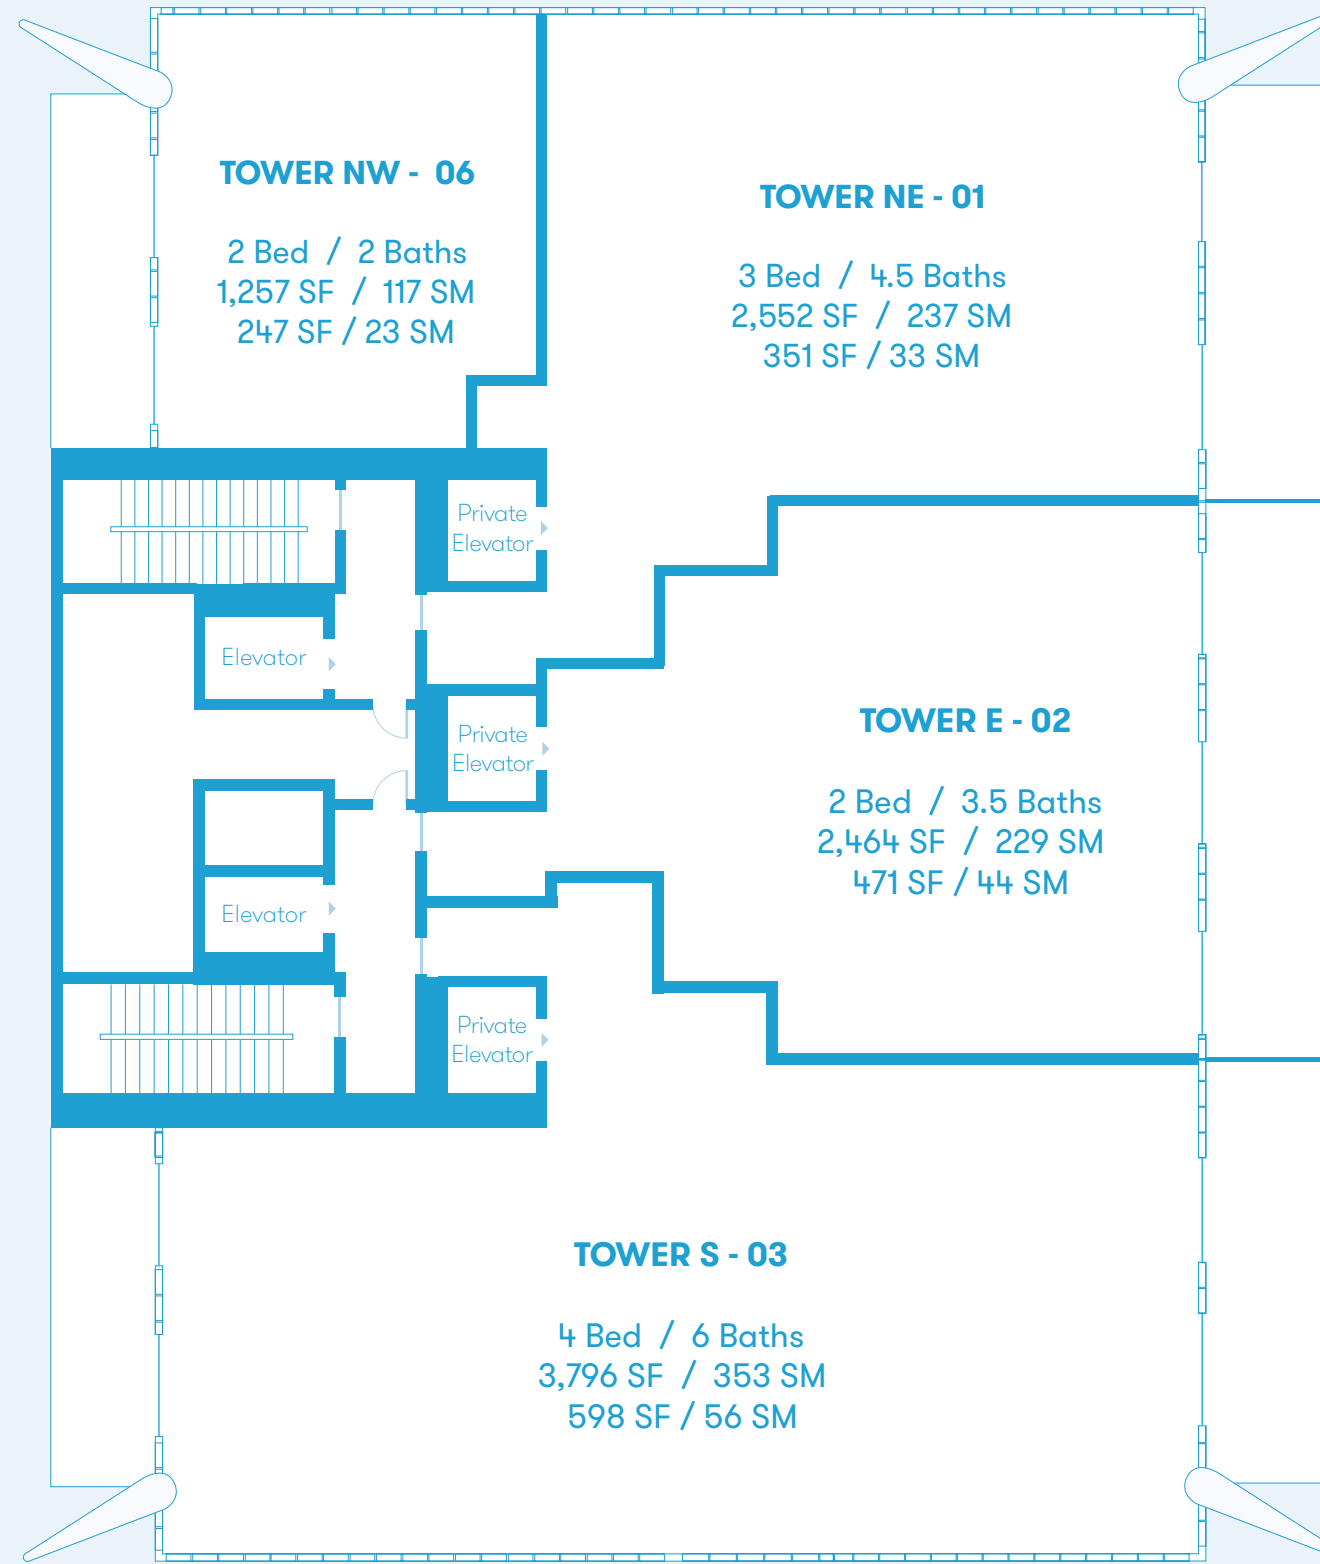 TOWER NW - 06
2 Bed / 2 Baths
1,257 SF / 117 SM
247 SF / 23 SM
TOWER NE - 01
3 Bed / 4.5 Baths
2,552 SF / 237 SM
351 SF / 33 SM
Private
Elevator
Elevator
Private
Elevator
TOWER E - 02
2 Bed / 3.5 Baths
2,464 SF / 229 SM
471 SF / 44 SM
Elevator
Private
Elevator
TOWER S - 03
4 Bed / 6 Baths
3,796 SF / 353 SM
598 SF / 56 SM